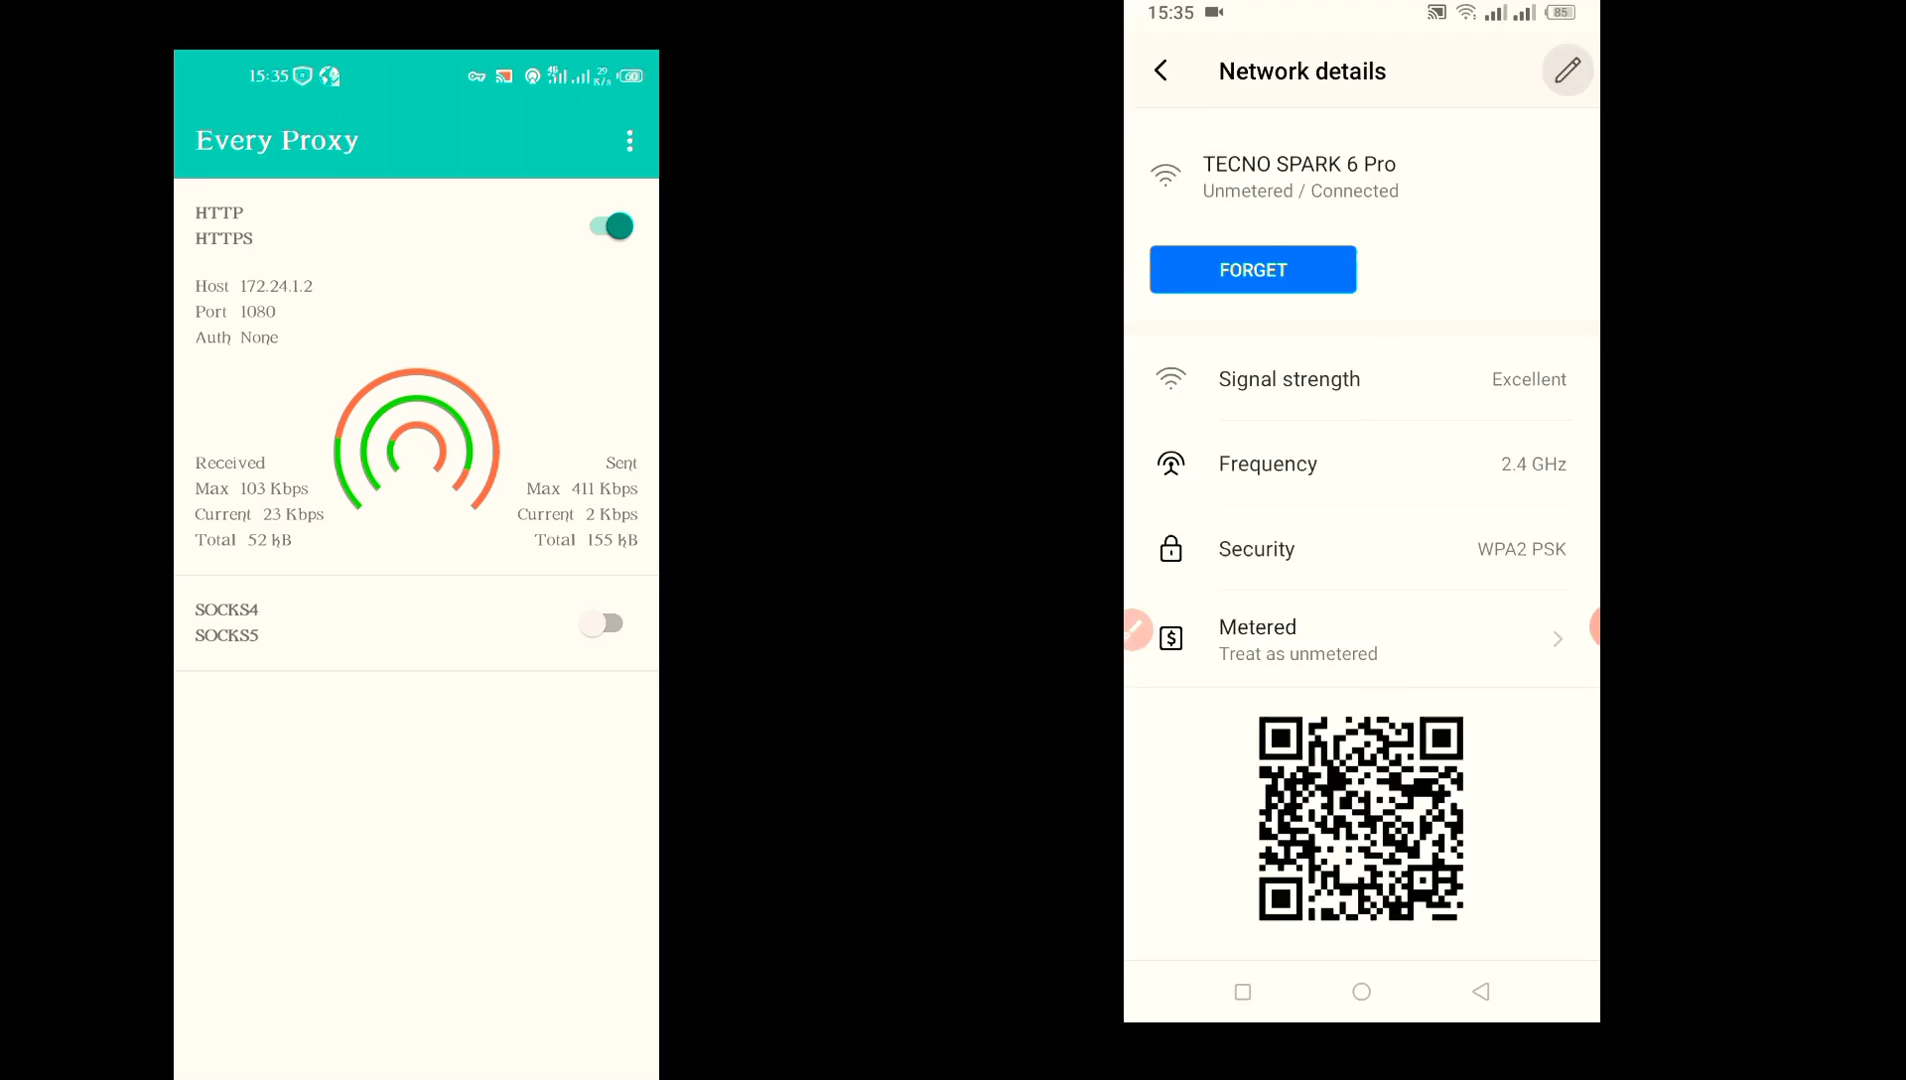 15:35
4G
29
K/s
60
Every Proxy
HTTP
HTTPS
Host 172.24.1.2
Port 1080
Auth None
Received
Max 103 Kbps
Current 23 Kbps
Total 52 kB
Sent
Max 411 Kbps
Current 2 Kbps
Total 155 kB
SOCKS4
SOCKS5
15:35
85
Network details
TECNO SPARK 6 Pro
Unmetered / Connected
FORGET
Signal strength
Excellent
Frequency
2.4 GHz
Security
WPA2 PSK
Metered
Treat as unmetered